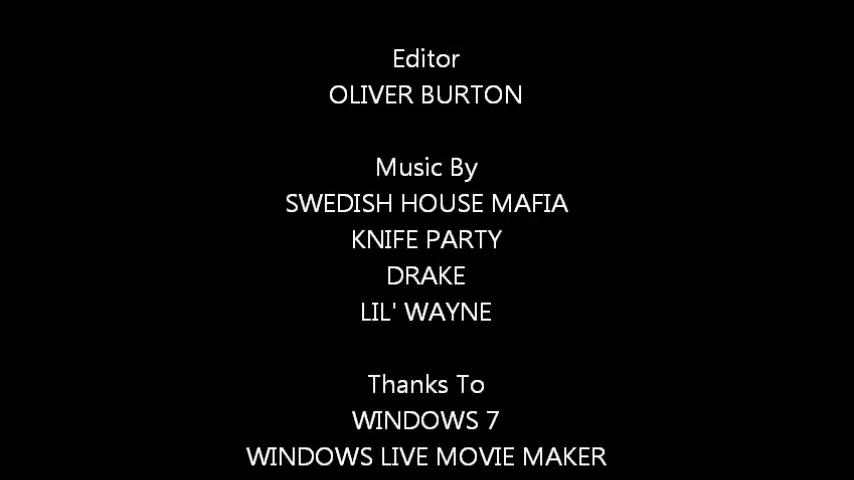 Editor
OLIVER BURTON
Music By
SWEDISH HOUSE MAFIA
KNIFE PARTY
DRAKE
LIL' WAYNE
Thanks To
WINDOWS 7
WINDOWS LIVE MOVIE MAKER